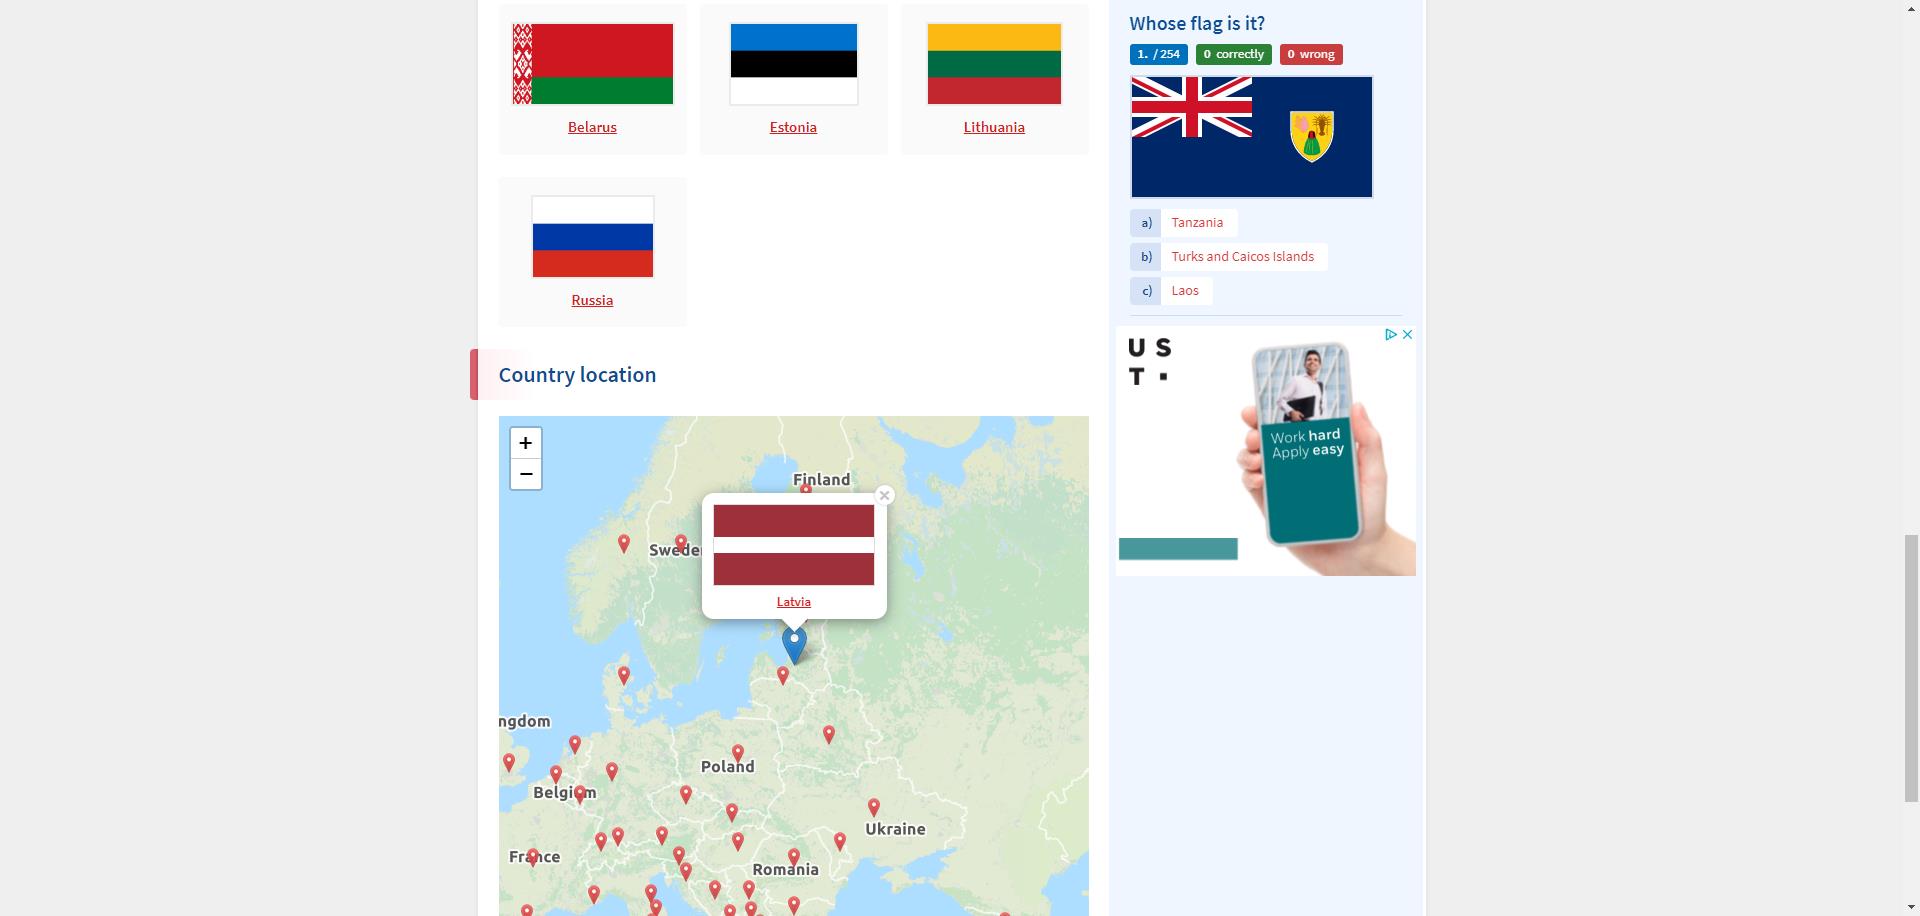 Belarus
Estonia
Lithuania
Russia
Country location
+
−
Finland
×
Swede
Latvia
ngdom
Poland
Belgium
Ukraine
France
Romania
Whose flag is it?
1. / 254
0 correctly
0 wrong
a) Tanzania
b) Turks and Caicos Islands
c) Laos
U S
T
Work hard
Apply easy